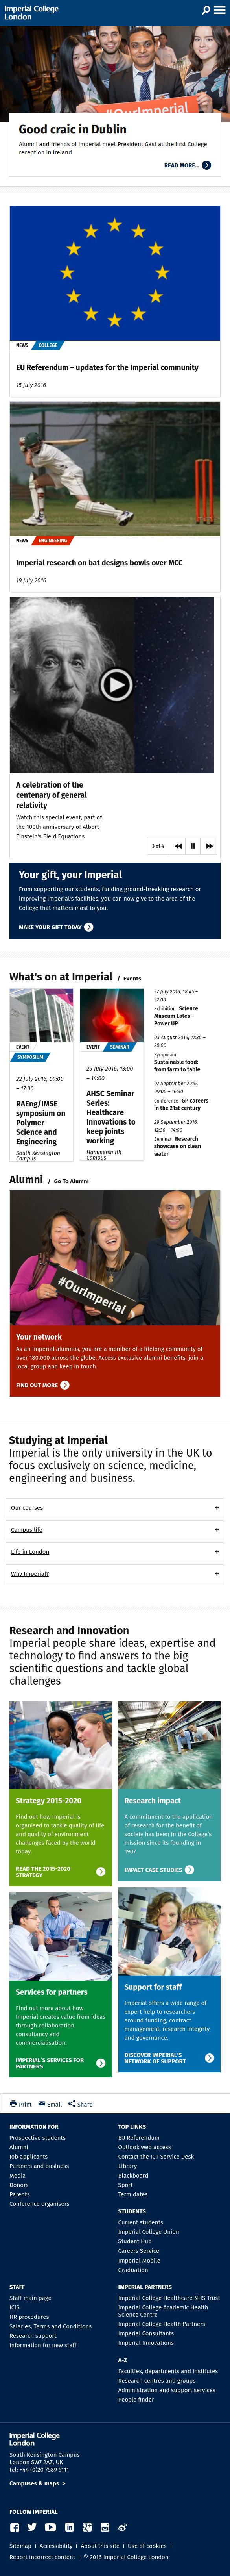 Imperial College
London
#OurImperial
Good craic in Dublin
Alumni and friends of Imperial meet President Gast at the first College
reception in Ireland
READ MORE...
NEWS COLLEGE
EU Referendum – updates for the Imperial community
15 July 2016
NEWS ENGINEERING
Imperial research on bat designs bowls over MCC
19 July 2016
A celebration of the
centenary of general
relativity
Watch this special event, part of
the 100th anniversary of Albert
Einstein's Field Equations
3 of 4
Your gift, your Imperial
From supporting our students, funding ground-breaking research or
improving Imperial's facilities, you can now give to the area of the
College that matters most to you.
MAKE YOUR GIFT TODAY
What's on at Imperial / Events
EVENT
SYMPOSIUM
22 July 2016, 09:00
– 17:00
RAEng/IMSE
symposium on
Polymer
Science and
Engineering
South Kensington
Campus
EVENT SEMINAR
25 July 2016, 13:00
– 14:00
AHSC Seminar
Series:
Healthcare
Innovations to
keep joints
working
Hammersmith
Campus
27 July 2016, 18:45 –
22:00
Exhibition Science
Museum Lates –
Power UP
03 August 2016, 17:30 –
20:00
Symposium
Sustainable food:
from farm to table
07 September 2016,
09:00 – 16:30
Conference GP careers
in the 21st century
29 September 2016,
12:30 – 14:00
Seminar Research
showcase on clean
water
Alumni / Go To Alumni
#OurImperial
Your network
As an Imperial alumnus, you are a member of a lifelong community of
over 180,000 across the globe. Access exclusive alumni benefits, join a
local group and keep in touch.
FIND OUT MORE
Studying at Imperial
Imperial is the only university in the UK to
focus exclusively on science, medicine,
engineering and business.
Our courses +
Campus life +
Life in London +
Why Imperial? +
Research and Innovation
Imperial people share ideas, expertise and
technology to find answers to the big
scientific questions and tackle global
challenges
Strategy 2015-2020
Find out how Imperial is
organised to tackle quality of life
and quality of environment
challenges faced by the world
today.
READ THE 2015-2020
STRATEGY
Research impact
A commitment to the application
of research for the benefit of
society has been in the College's
mission since its founding in
1907.
IMPACT CASE STUDIES
Services for partners
Find out more about how
Imperial creates value from ideas
through collaboration,
consultancy and
commercialisation.
IMPERIAL'S SERVICES FOR
PARTNERS
Support for staff
Imperial offers a wide range of
expert help to researchers
around funding, contract
management, research integrity
and governance.
DISCOVER IMPERIAL'S
NETWORK OF SUPPORT
Print Email Share
INFORMATION FOR
Prospective students
Alumni
Job applicants
Partners and business
Media
Donors
Parents
Conference organisers
TOP LINKS
EU Referendum
Outlook web access
Contact the ICT Service Desk
Library
Blackboard
Sport
Term dates
STUDENTS
Current students
Imperial College Union
Student Hub
Careers Service
Imperial Mobile
Graduation
STAFF
Staff main page
ICIS
HR procedures
Salaries, Terms and Conditions
Research support
Information for new staff
IMPERIAL PARTNERS
Imperial College Healthcare NHS Trust
Imperial College Academic Health
Science Centre
Imperial College Health Partners
Imperial Consultants
Imperial Innovations
A-Z
Faculties, departments and institutes
Research centres and groups
Administration and support services
People finder
Imperial College
London
South Kensington Campus
London SW7 2AZ, UK
tel: +44 (0)20 7589 5111
Campuses & maps >
FOLLOW IMPERIAL
Sitemap | Accessibility | About this site | Use of cookies |
Report incorrect content | © 2016 Imperial College London